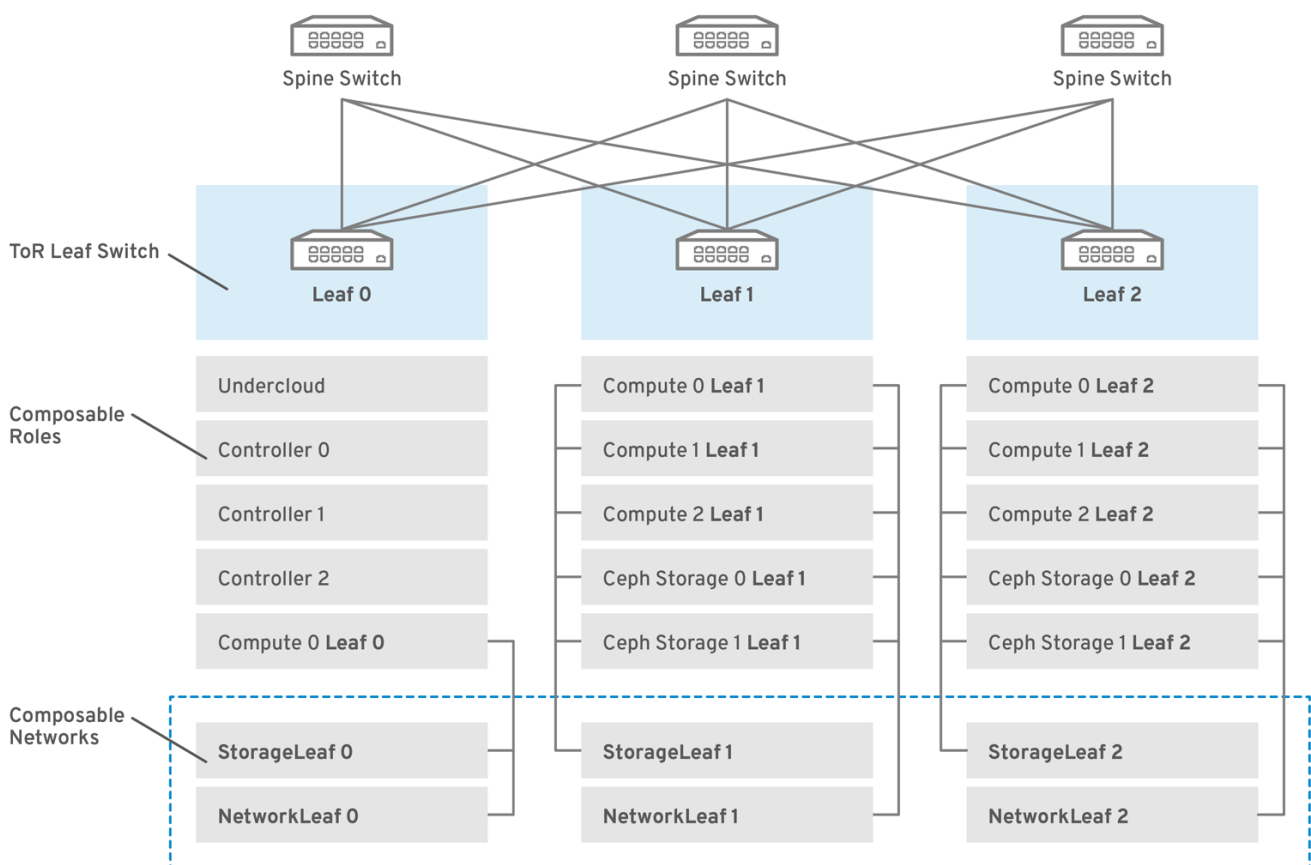 Spine Switch
Spine Switch
Spine Switch
ToR Leaf Switch
Leaf 0
Leaf 1
Leaf 2
Composable
Roles
Undercloud
Controller 0
Controller 1
Controller 2
Compute 0 Leaf 0
Compute 0 Leaf 1
Compute 1 Leaf 1
Compute 2 Leaf 1
Ceph Storage 0 Leaf 1
Ceph Storage 1 Leaf 1
Compute 0 Leaf 2
Compute 1 Leaf 2
Compute 2 Leaf 2
Ceph Storage 0 Leaf 2
Ceph Storage 1 Leaf 2
Composable
Networks
StorageLeaf 0
NetworkLeaf 0
StorageLeaf 1
NetworkLeaf 1
StorageLeaf 2
NetworkLeaf 2